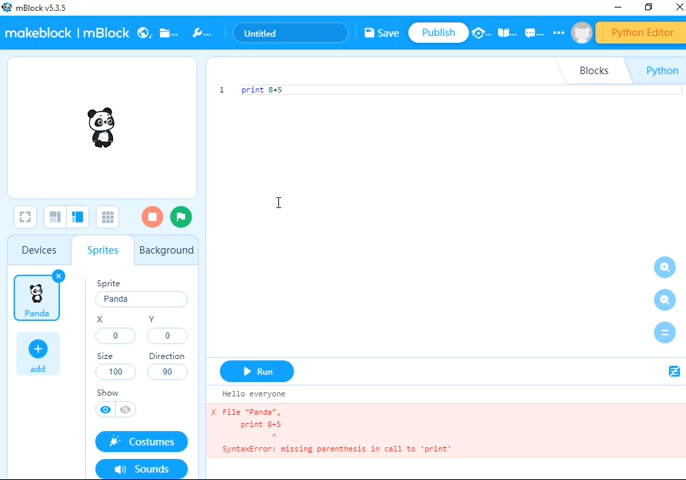 mBlock v5.3.5
makeblock | mBlock
Untitled
Save
Publish
Python Editor
Blocks
Python
1 print 8+5
Devices
Sprites
Background
Sprite
Panda
X
Y
0
0
Size
Direction
100
90
Show
Panda
add
Costumes
Sounds
Run
Hello everyone
X File "Panda",
print 8+5
^
SyntaxError: missing parenthesis in call to 'print'